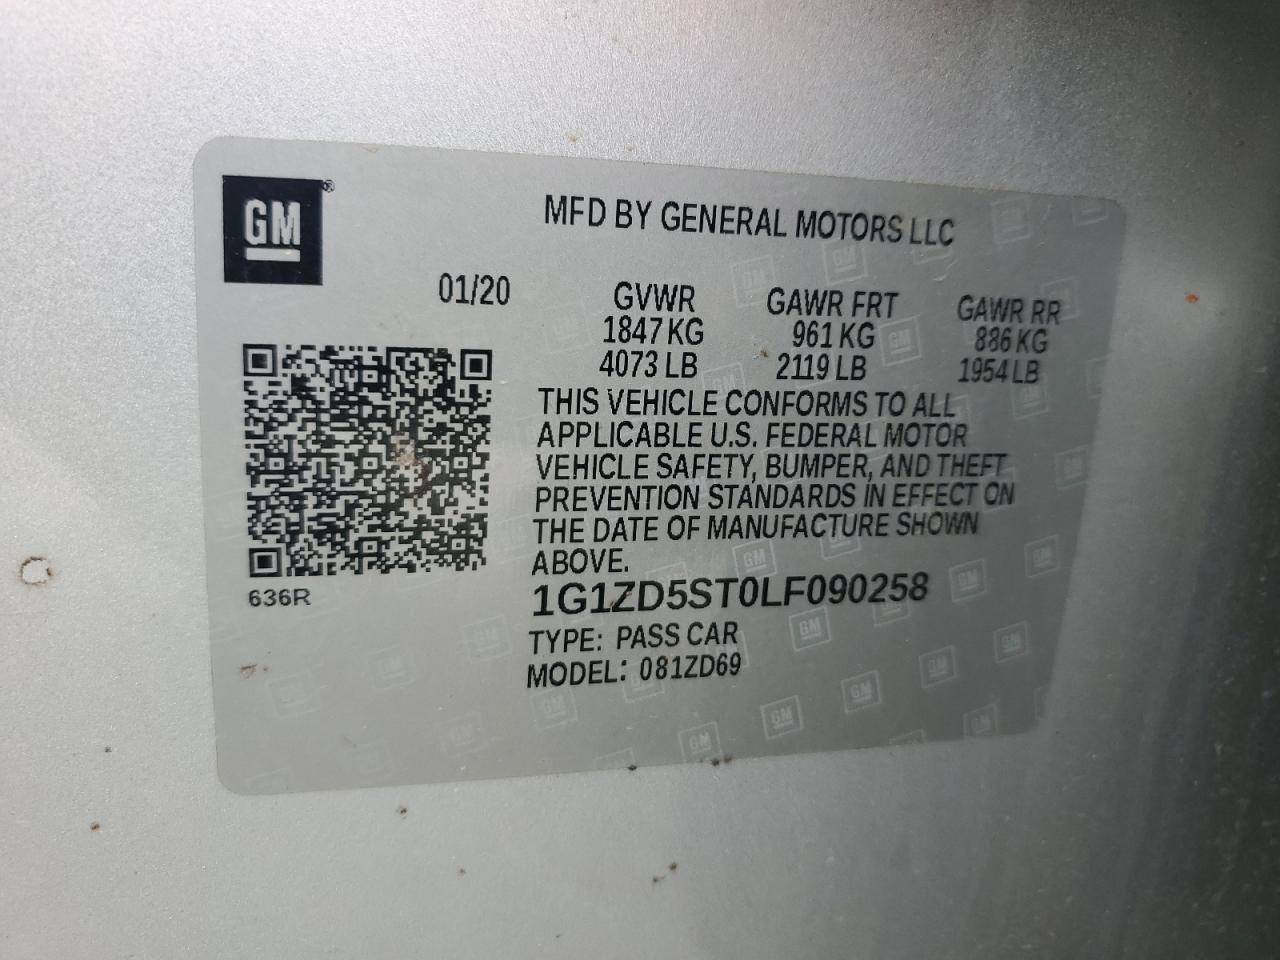 GM®
MFD BY GENERAL MOTORS LLC
01/20
GVWR GAWR FRT GAWR RR
1847 KG 961 KG 886 KG
4073 LB 2119 LB 1954 LB
THIS VEHICLE CONFORMS TO ALL
APPLICABLE U.S. FEDERAL MOTOR
VEHICLE SAFETY, BUMPER, AND THEFT
PREVENTION STANDARDS IN EFFECT ON
THE DATE OF MANUFACTURE SHOWN
ABOVE.
636R
1G1ZD5ST0LF090258
TYPE: PASS CAR
MODEL: 081ZD69